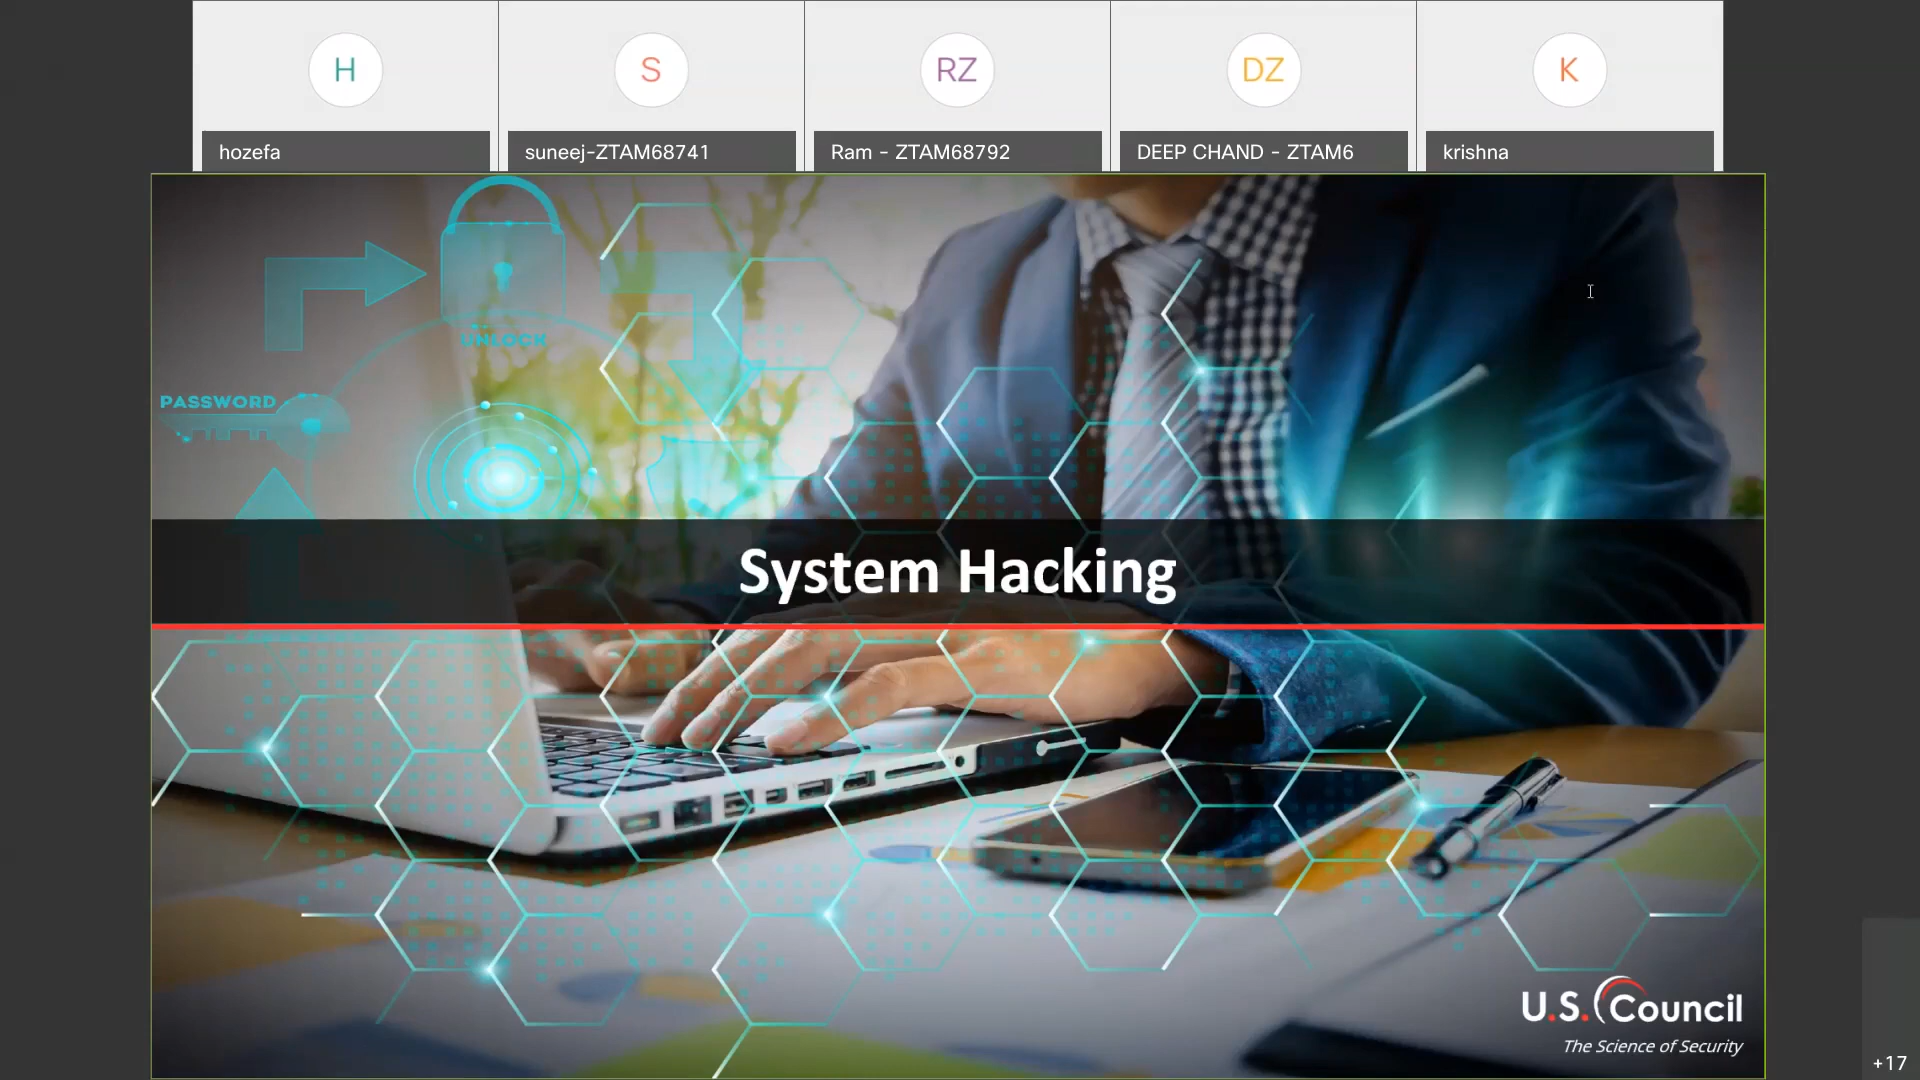 H
S
RZ
DZ
K
hozefa
suneej-ZTAM68741
Ram - ZTAM68792
DEEP CHAND - ZTAM6
krishna
UNLOCK
PASSWORD
System Hacking
U.S. Council
The Science of Security
+17